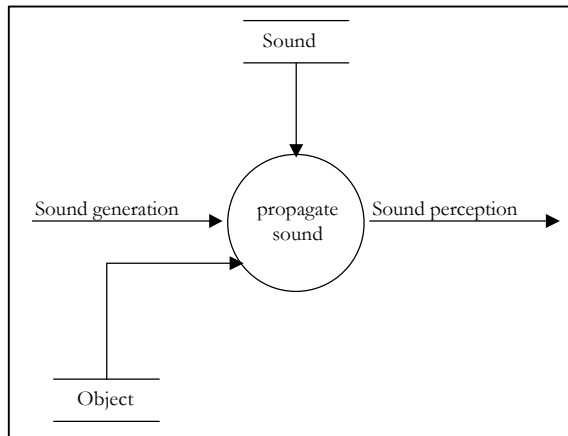 Sound
Sound generation
propagate
sound
Sound perception
Object